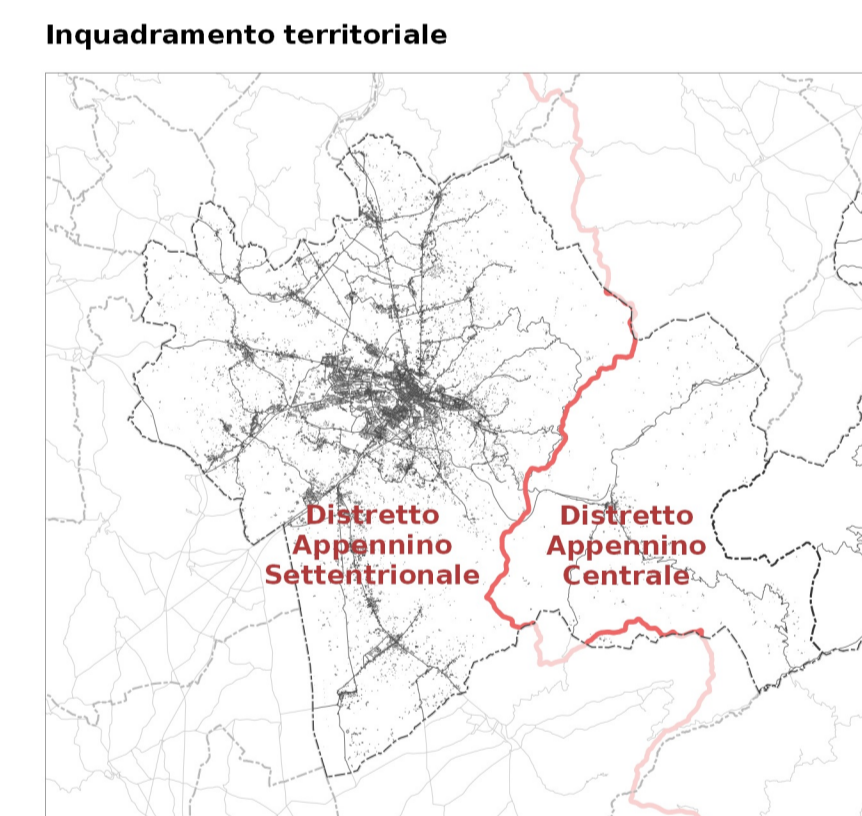 Inquadramento territoriale
Distretto
Appennino
Settentrionale
Distretto
Appennino
Centrale